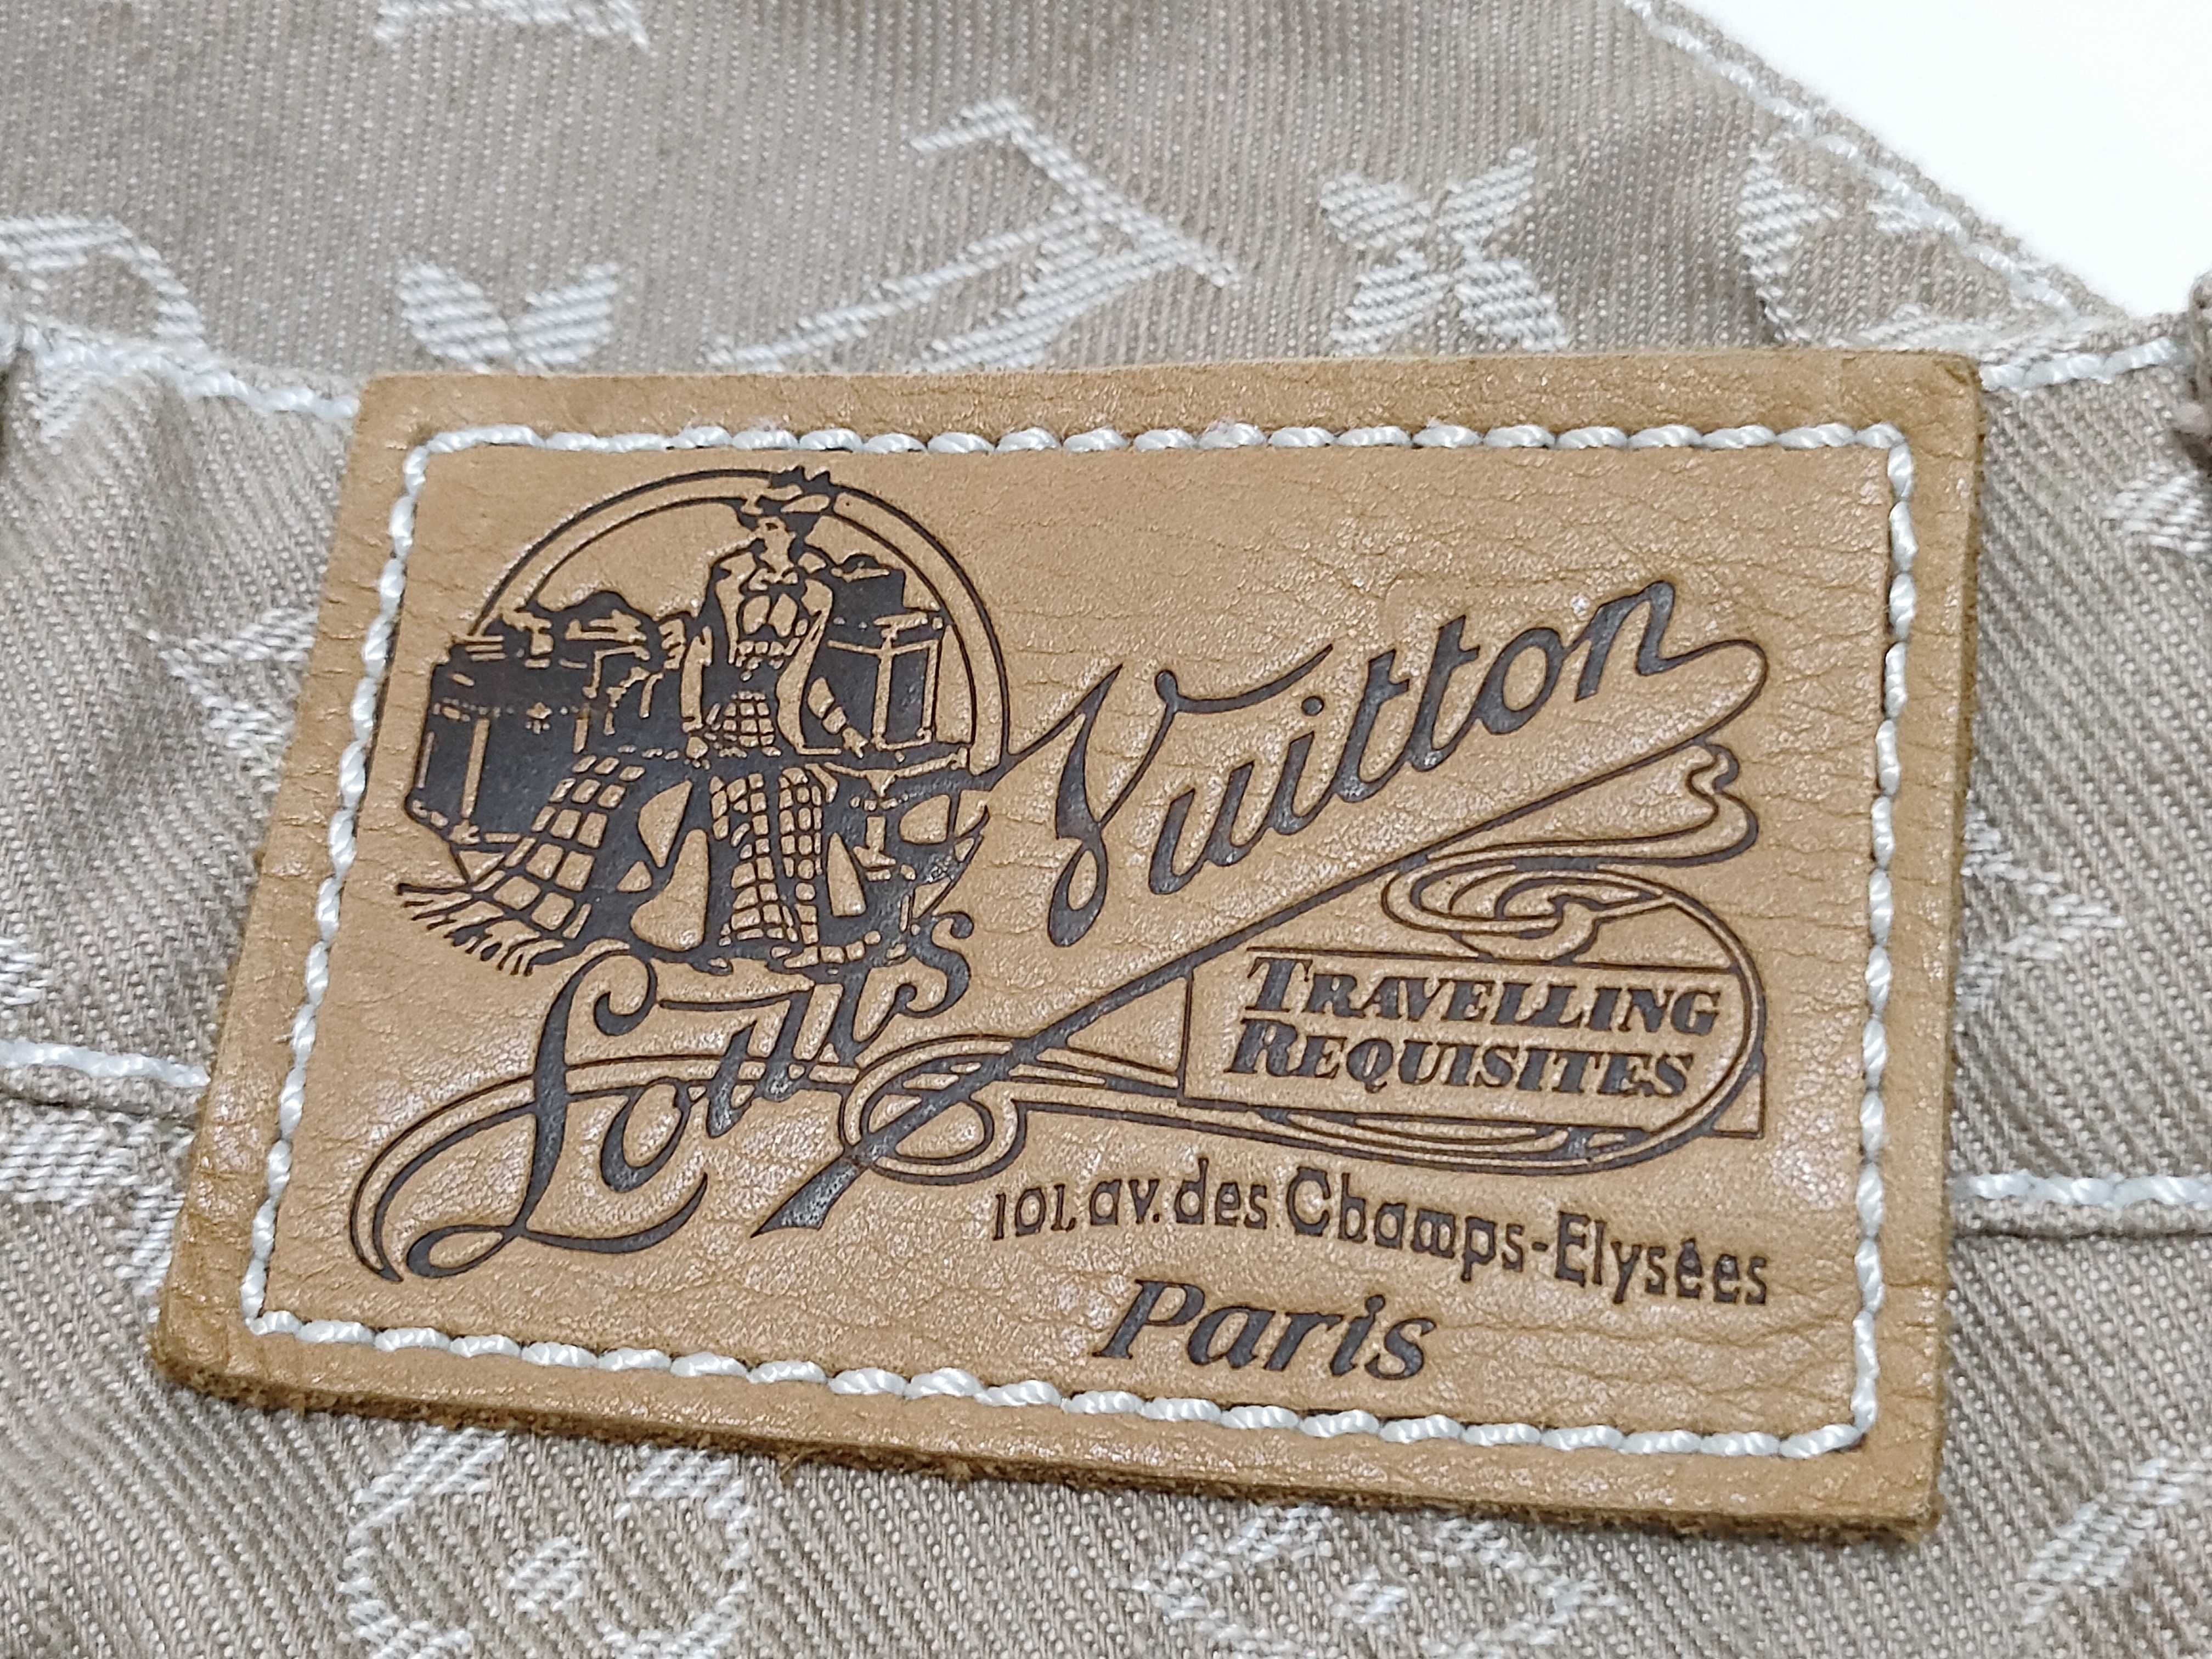 Louis Vuitton
TRAVELLING
REQUISITES
101, av. des Champs-Elysées
Paris